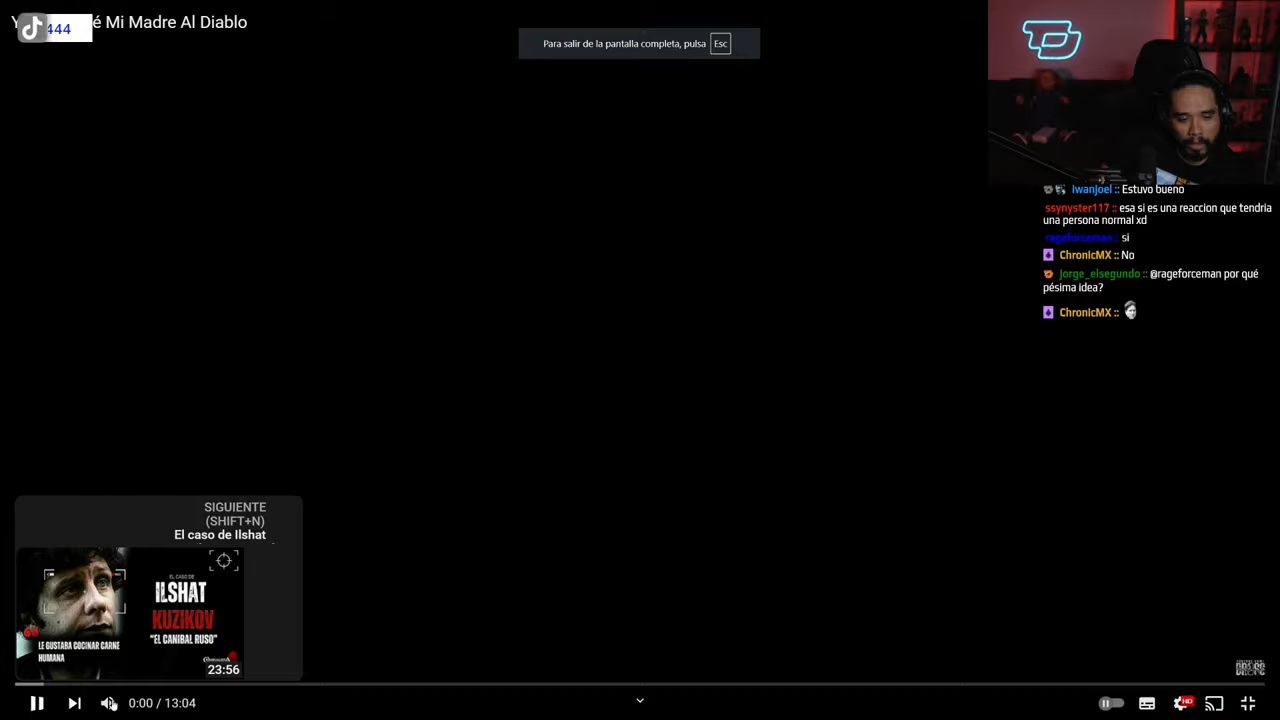 é Mi Madre Al Diablo
444
Para salir de la pantalla completa, pulsa Esc
iwanjoel :: Estuvo bueno
ssynyster117 :: esa si es una reaccion que tendria
una persona normal xd
rageforceman :: si
ChronicMX :: No
Jorge_elsegundo :: @rageforceman por qué
pésima idea?
ChronicMX ::
SIGUIENTE
(SHIFT+N)
El caso de Ilshat
EL CASO DE
ILSHAT
KUZIKOV
"EL CANIBAL RUSO"
LE GUSTABA COCINAR CARNE
HUMANA
23:56
DROSS
0:00 / 13:04
HD